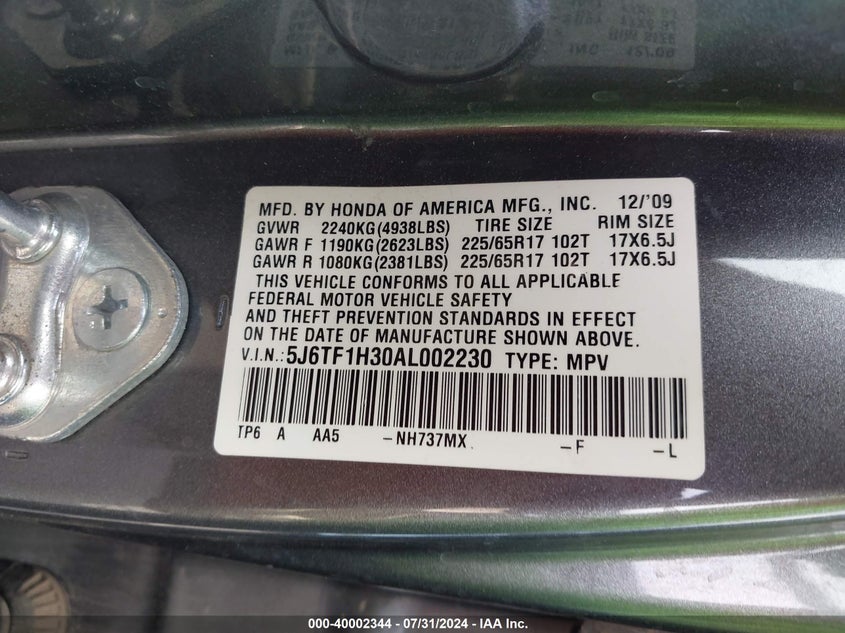 MFD. BY HONDA OF AMERICA MFG., INC. 12/'09
GVWR 2240KG(4938LBS) TIRE SIZE RIM SIZE
GAWR F 1190KG(2623LBS) 225/65R17 102T 17X6.5J
GAWR R 1080KG(2381LBS) 225/65R17 102T 17X6.5J
THIS VEHICLE CONFORMS TO ALL APPLICABLE
FEDERAL MOTOR VEHICLE SAFETY
AND THEFT PREVENTION STANDARDS IN EFFECT
ON THE DATE OF MANUFACTURE SHOWN ABOVE.
V.I.N.: 5J6TF1H30AL002230 TYPE: MPV
TP6 A AA5 -NH737MX -F -L
000-40002344 / 07/31/2024 - IAA Inc.